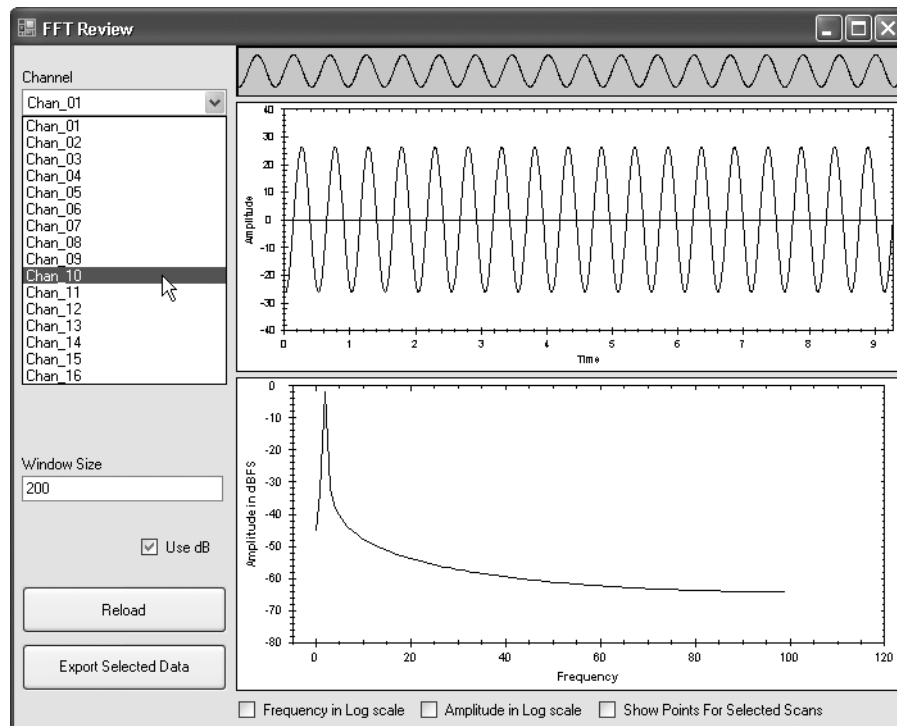 FFT Review
Channel
Chan_01
Chan_01
Chan_02
Chan_03
Chan_04
Chan_05
Chan_06
Chan_07
Chan_08
Chan_09
Chan_10
Chan_11
Chan_12
Chan_13
Chan_14
Chan_15
Chan_16
Window Size
200
Use dB
Reload
Export Selected Data
Amplitude
40
30
20
10
0
-10
-20
-30
-40
0 1 2 3 4 5 6 7 8 9
Time
Amplitude in dBFS
0
-10
-20
-30
-40
-50
-60
-70
-80
0 20 40 60 80 100 120
Frequency
Frequency in Log scale Amplitude in Log scale Show Points For Selected Scans